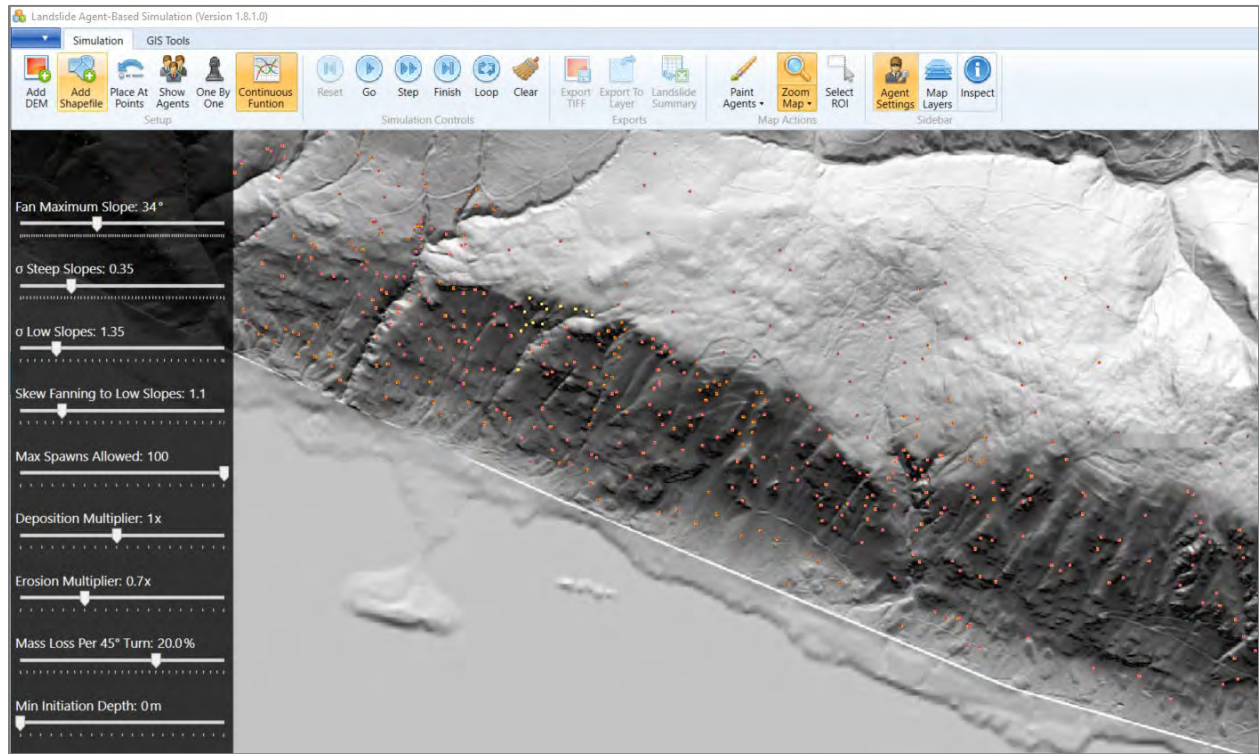 Landslide Agent-Based Simulation (Version 1.8.1.0)
Simulation GIS Tools
Add DEM
Add Shapefile
Place At Points
Show Agents
One By One
Continuous Funtion
Reset
Go
Step
Finish
Loop
Clear
Export TIFF
Export To Layer
Landslide Summary
Paint Agents
Zoom Map
Select ROI
Agent Settings
Map Layers
Inspect
Setup
Simulation Controls
Exports
Map Actions
Sidebar
Fan Maximum Slope: 34°
σ Steep Slopes: 0.35
σ Low Slopes: 1.35
Skew Fanning to Low Slopes: 1.1
Max Spawns Allowed: 100
Deposition Multiplier: 1x
Erosion Multiplier: 0.7x
Mass Loss Per 45° Turn: 20.0%
Min Initiation Depth: 0m